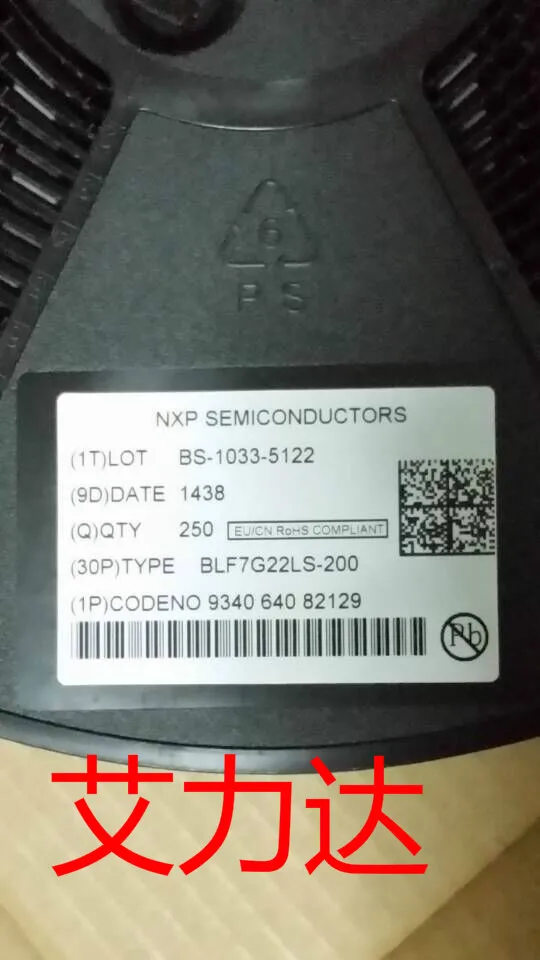 6
PS
NXP SEMICONDUCTORS
(1T)LOT BS-1033-5122
(9D)DATE 1438
(Q)QTY 250 EU/CN RoHS COMPLIANT
(30P)TYPE BLF7G22LS-200
(1P)CODENO 9340 640 82129
Pb
艾力达